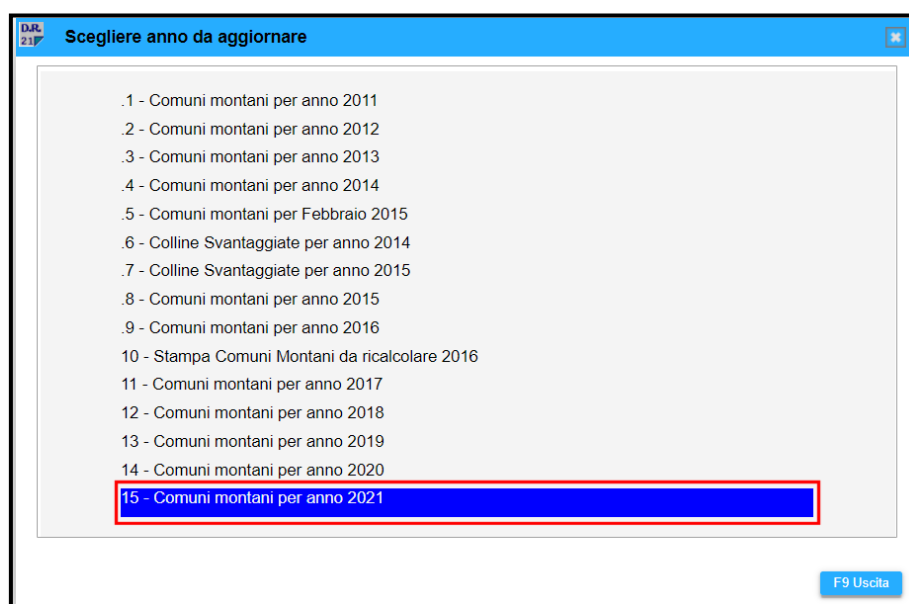 D.R.
21
Scegliere anno da aggiornare
.1 - Comuni montani per anno 2011
.2 - Comuni montani per anno 2012
.3 - Comuni montani per anno 2013
.4 - Comuni montani per anno 2014
.5 - Comuni montani per Febbraio 2015
.6 - Colline Svantaggiate per anno 2014
.7 - Colline Svantaggiate per anno 2015
.8 - Comuni montani per anno 2015
.9 - Comuni montani per anno 2016
10 - Stampa Comuni Montani da ricalcolare 2016
11 - Comuni montani per anno 2017
12 - Comuni montani per anno 2018
13 - Comuni montani per anno 2019
14 - Comuni montani per anno 2020
15 - Comuni montani per anno 2021
F9 Uscita